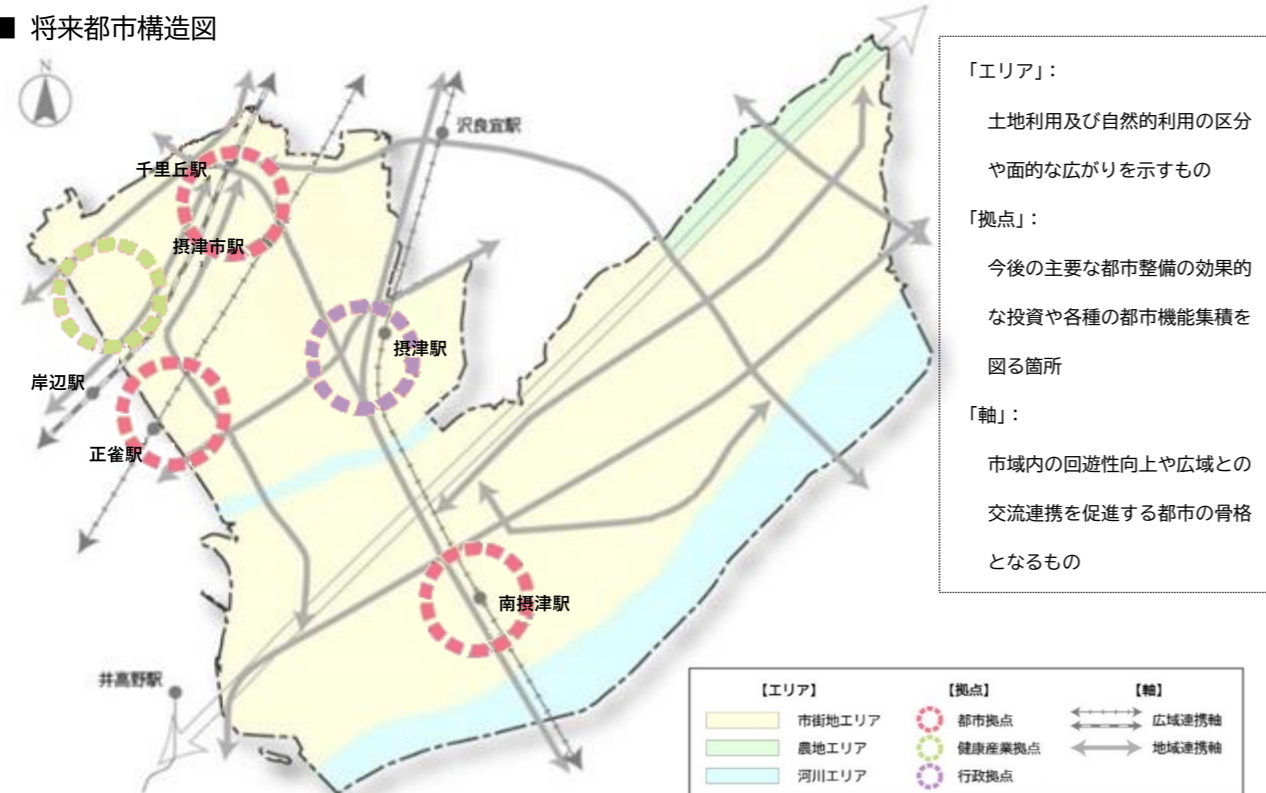 ■ 将来都市構造図
N
沢良宜駅
千里丘駅
摂津市駅
摂津駅
岸辺駅
正雀駅
南摂津駅
井高野駅
「エリア」：
土地利用及び自然的利用の区分
や面的な広がりを示すもの
「拠点」：
今後の主要な都市整備の効果的
な投資や各種の都市機能集積を
図る箇所
「軸」：
市域内の回遊性向上や広域との
交流連携を促進する都市の骨格
となるもの
【エリア】 【拠点】 【軸】
市街地エリア 都市拠点 広域連携軸
農地エリア 健康産業拠点 地域連携軸
河川エリア 行政拠点